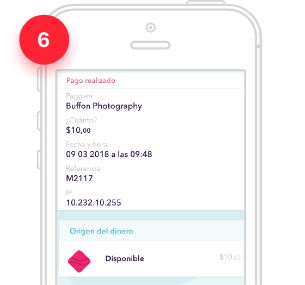 6
Pago realizado
Pago en
Buffon Photography
¿Cuánto?
$10,00
Fecha y hora
09 03 2018 a las 09:48
Referencia
M2117
IP
10.232.10.255
Origen del dinero
Disponible $10,00